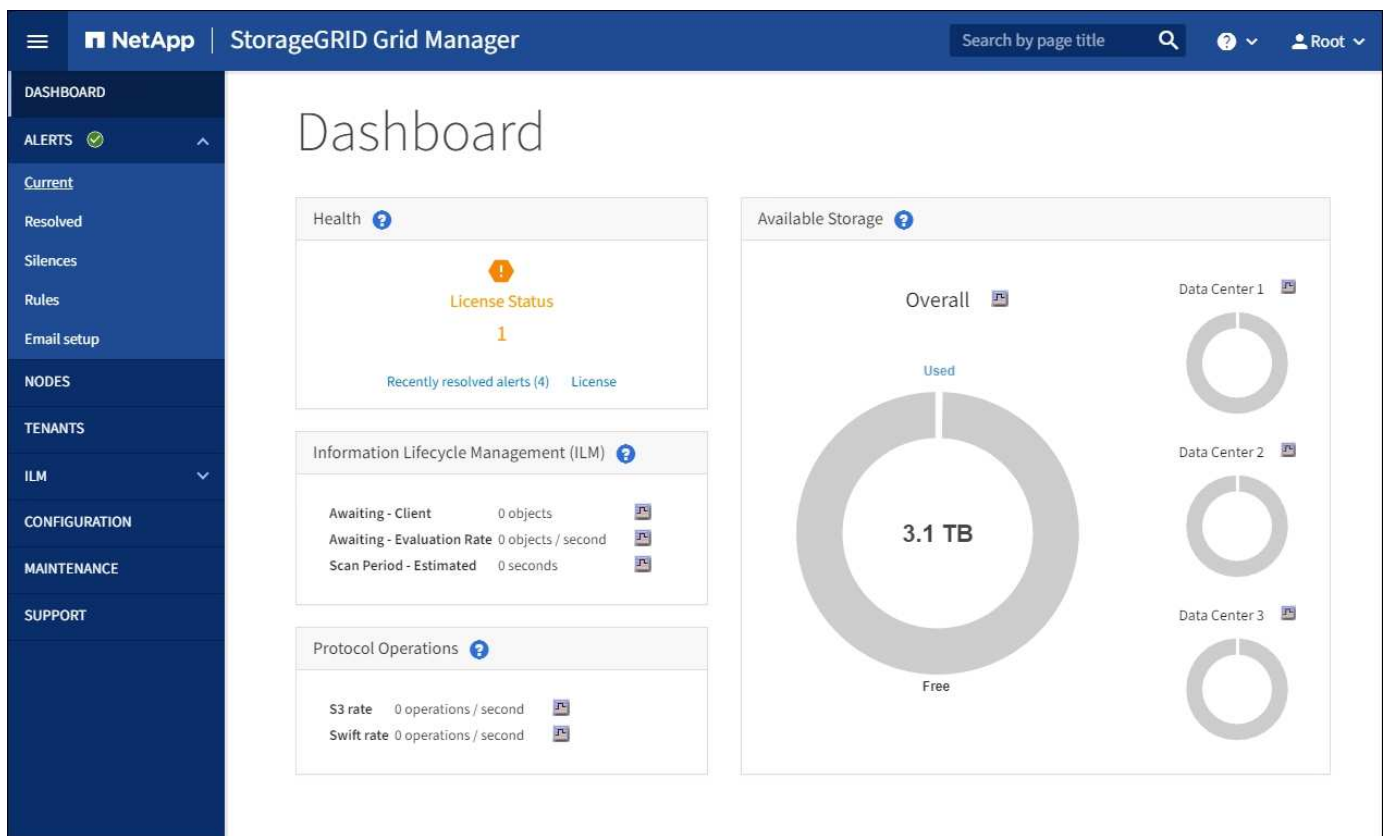 NetApp | StorageGRID Grid Manager
Search by page title
Root
DASHBOARD
ALERTS
Current
Resolved
Silences
Rules
Email setup
NODES
TENANTS
ILM
CONFIGURATION
MAINTENANCE
SUPPORT
Dashboard
Health
License Status
1
Recently resolved alerts (4) License
Information Lifecycle Management (ILM)
Awaiting - Client 0 objects
Awaiting - Evaluation Rate 0 objects / second
Scan Period - Estimated 0 seconds
Protocol Operations
S3 rate 0 operations / second
Swift rate 0 operations / second
Available Storage
Overall
Used
3.1 TB
Free
Data Center 1
Data Center 2
Data Center 3